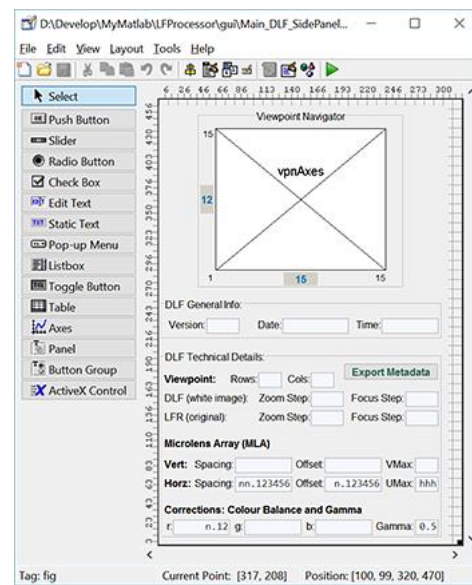 D:\Develop\MyMatlab\LFProcessor\gui\Main_DLF_SidePanel...
File Edit View Layout Tools Help
Select
Push Button
Slider
Radio Button
Check Box
Edit Text
Static Text
Pop-up Menu
Listbox
Toggle Button
Table
Axes
Panel
Button Group
ActiveX Control
6 26 46 66 86 113 140 166 193 220 246 273 300
Viewpoint Navigator
15
vpnAxes
12
1 15 15
DLF General Info:
Version: Date: Time:
DLF Technical Details:
Viewpoint: Rows: Cols: Export Metadata
DLF (white image): Zoom Step: Focus Step:
LFR (original): Zoom Step: Focus Step:
Microlens Array (MLA)
Vert: Spacing: Offset: VMax:
Horz: Spacing: nn.123456 Offset: n.123456 UMax: hhh
Corrections: Colour Balance and Gamma
r: n.12 g: b: Gamma: 0.5
Tag: fig Current Point: [317, 208] Position: [100, 99, 320, 470]